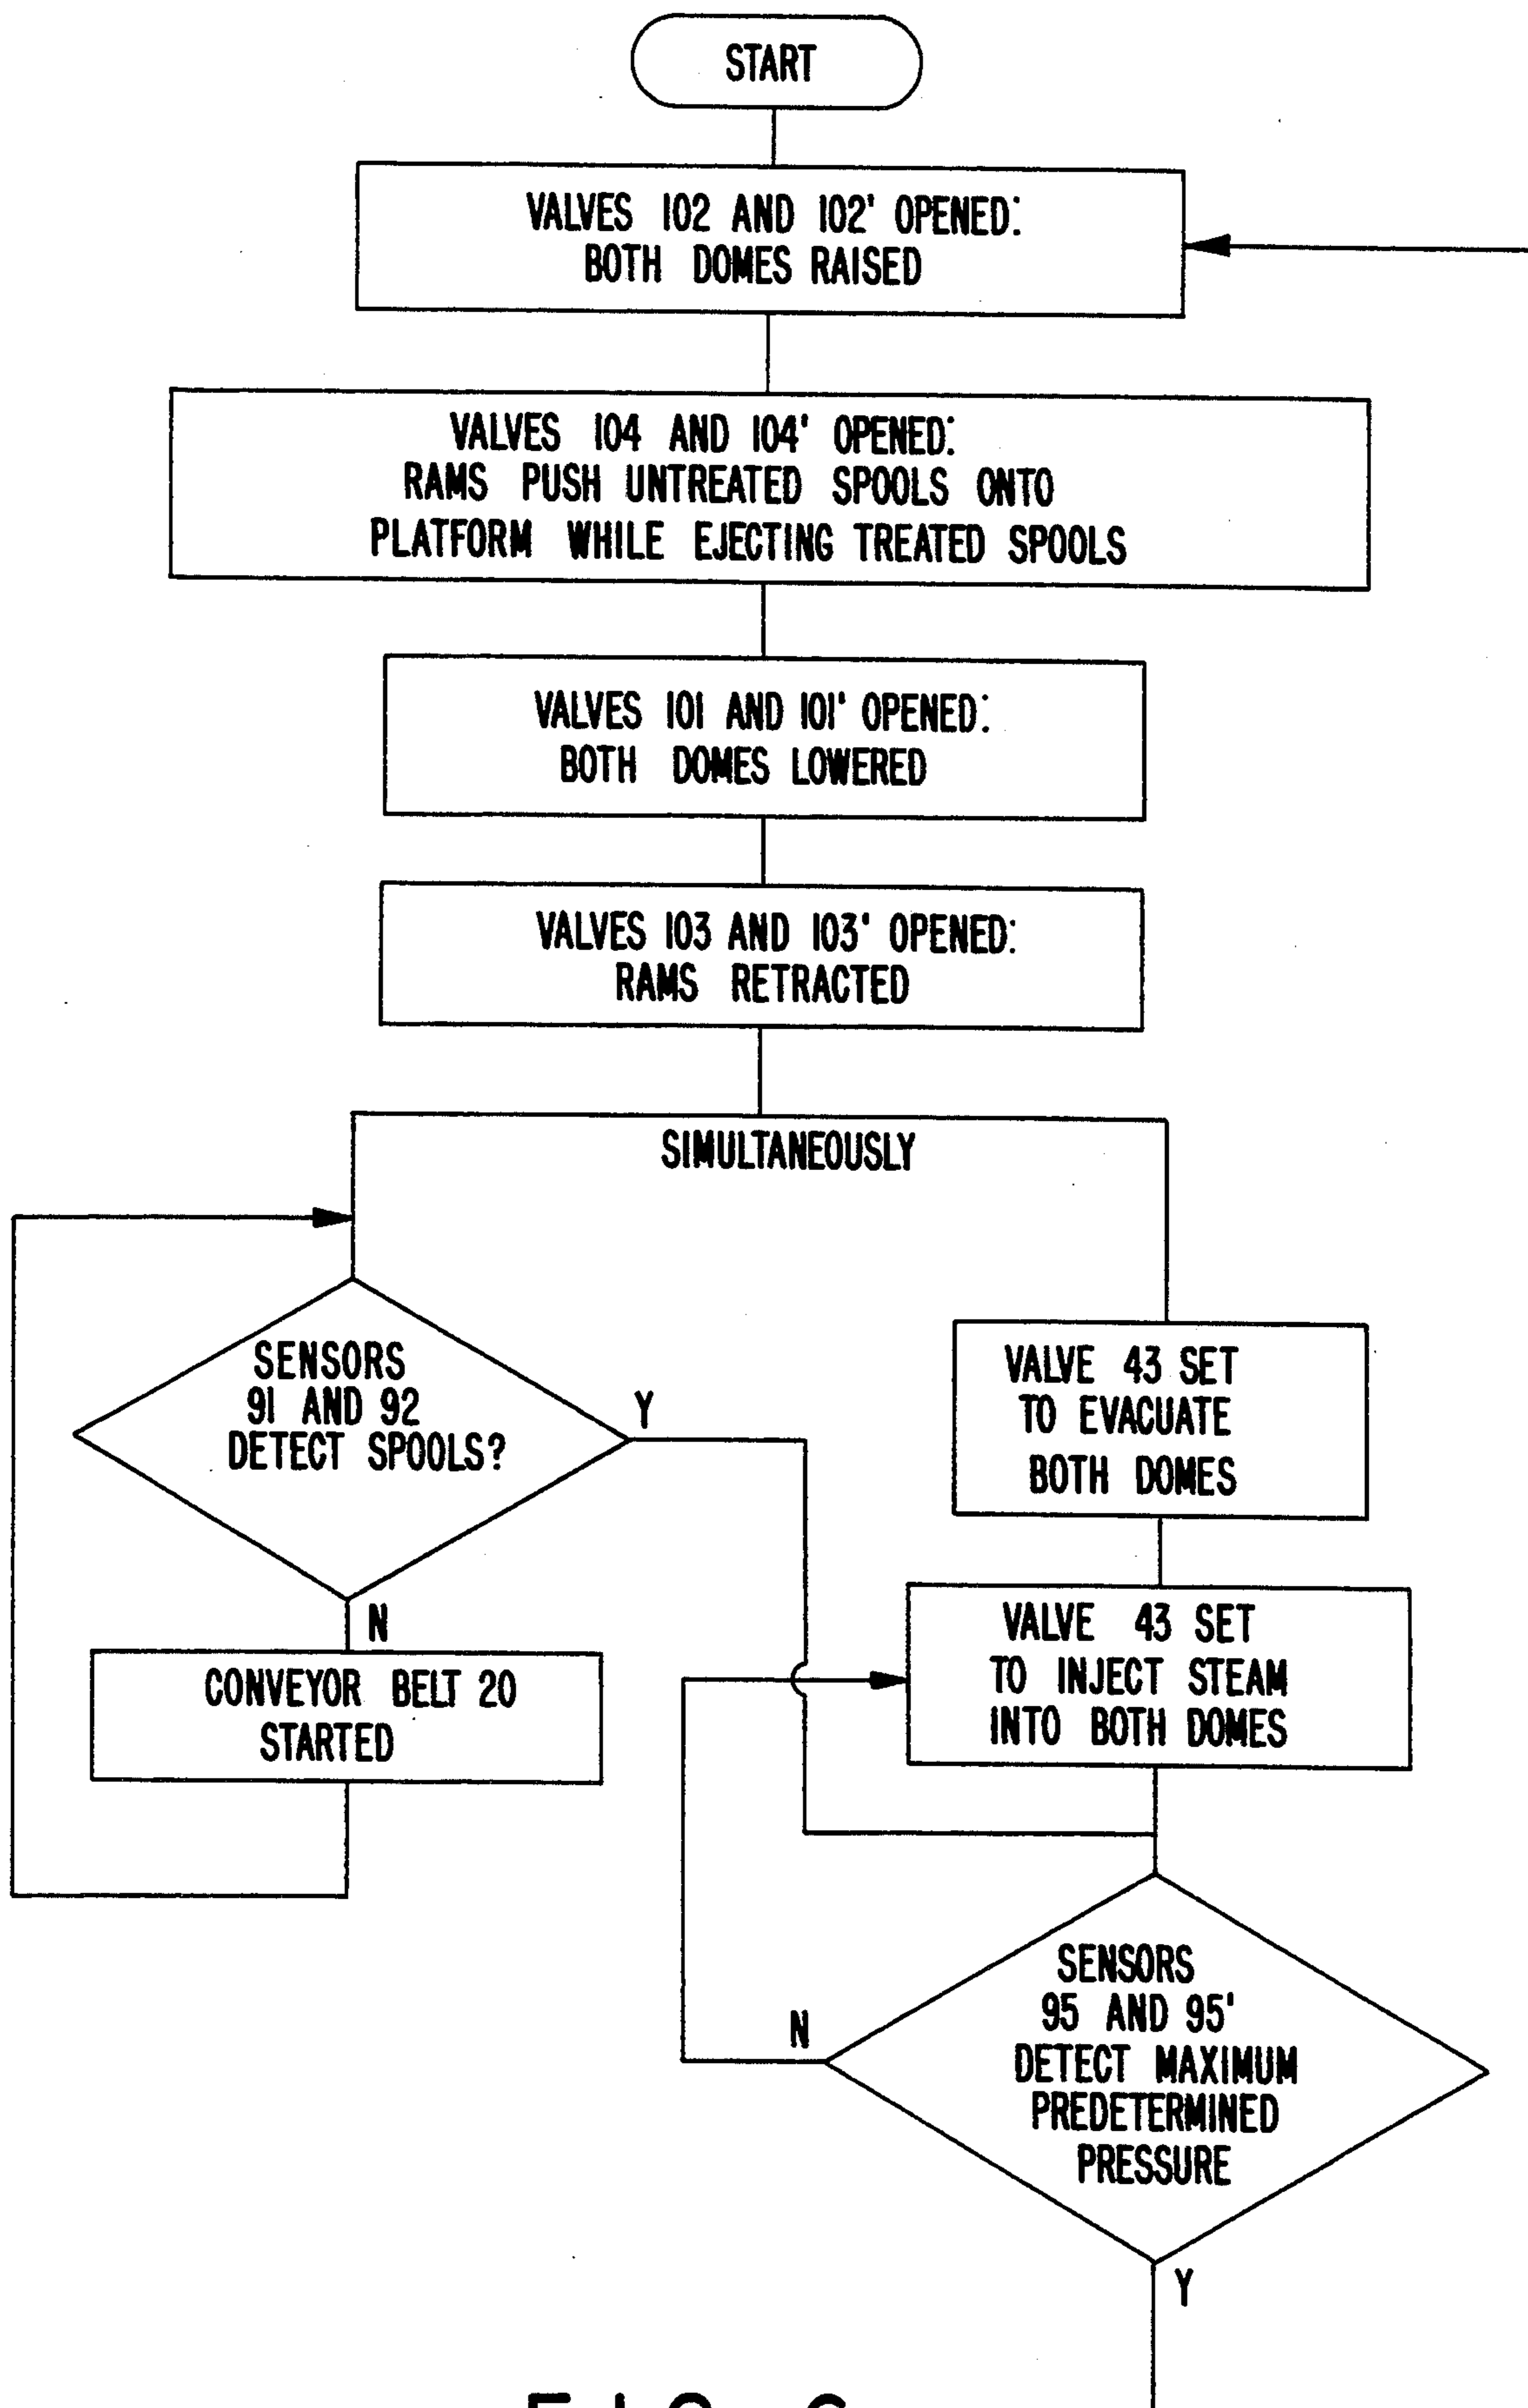 START
VALVES 102 AND 102' OPENED:
BOTH DOMES RAISED
VALVES 104 AND 104' OPENED:
RAMS PUSH UNTREATED SPOOLS ONTO
PLATFORM WHILE EJECTING TREATED SPOOLS
VALVES 101 AND 101' OPENED:
BOTH DOMES LOWERED
VALVES 103 AND 103' OPENED:
RAMS RETRACTED
SIMULTANEOUSLY
SENSORS
91 AND 92
DETECT SPOOLS?
Y
N
CONVEYOR BELT 20
STARTED
VALVE 43 SET
TO EVACUATE
BOTH DOMES
VALVE 43 SET
TO INJECT STEAM
INTO BOTH DOMES
SENSORS
95 AND 95'
DETECT MAXIMUM
PREDETERMINED
PRESSURE
N
Y